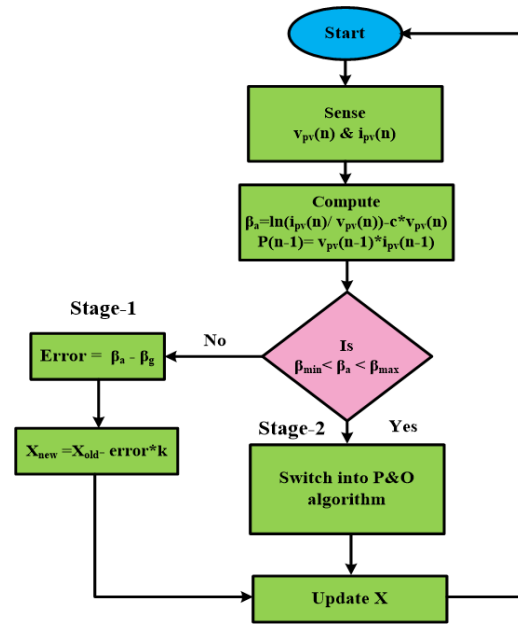 Start
Sense
vpv(n) & ipv(n)
Compute
βa=ln(ipv(n)/ vpv(n))-c*vpv(n)
P(n-1)= vpv(n-1)*ipv(n-1)
Stage-1
No
Is
βmin< βa < βmax
Error = βa - βg
Stage-2
Yes
Xnew =Xold- error*k
Switch into P&O
algorithm
Update X